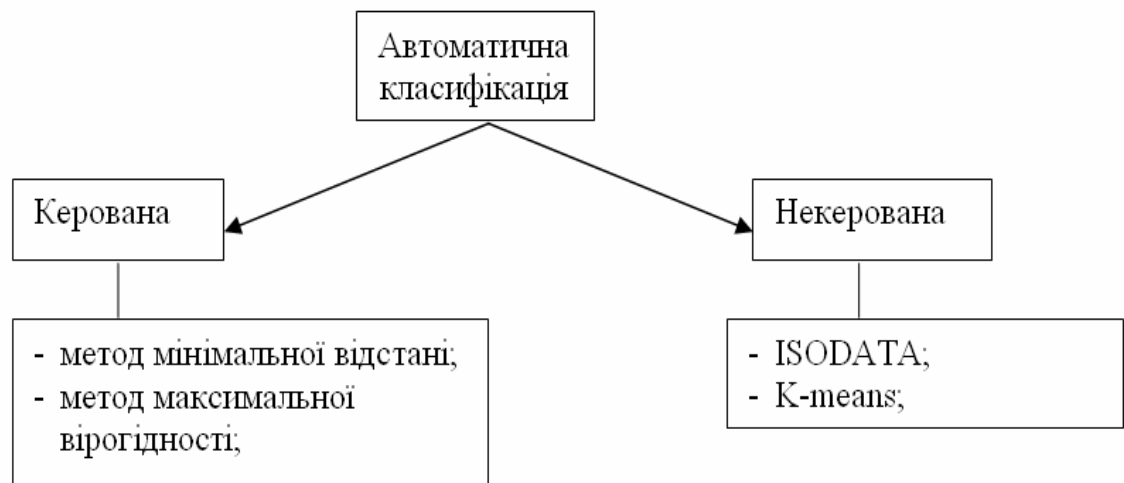 Автоматична
класифікація
Керована
Некерована
- метод мінімальної відстані;
- метод максимальної
вірогідності;
- ISODATA;
- K-means;